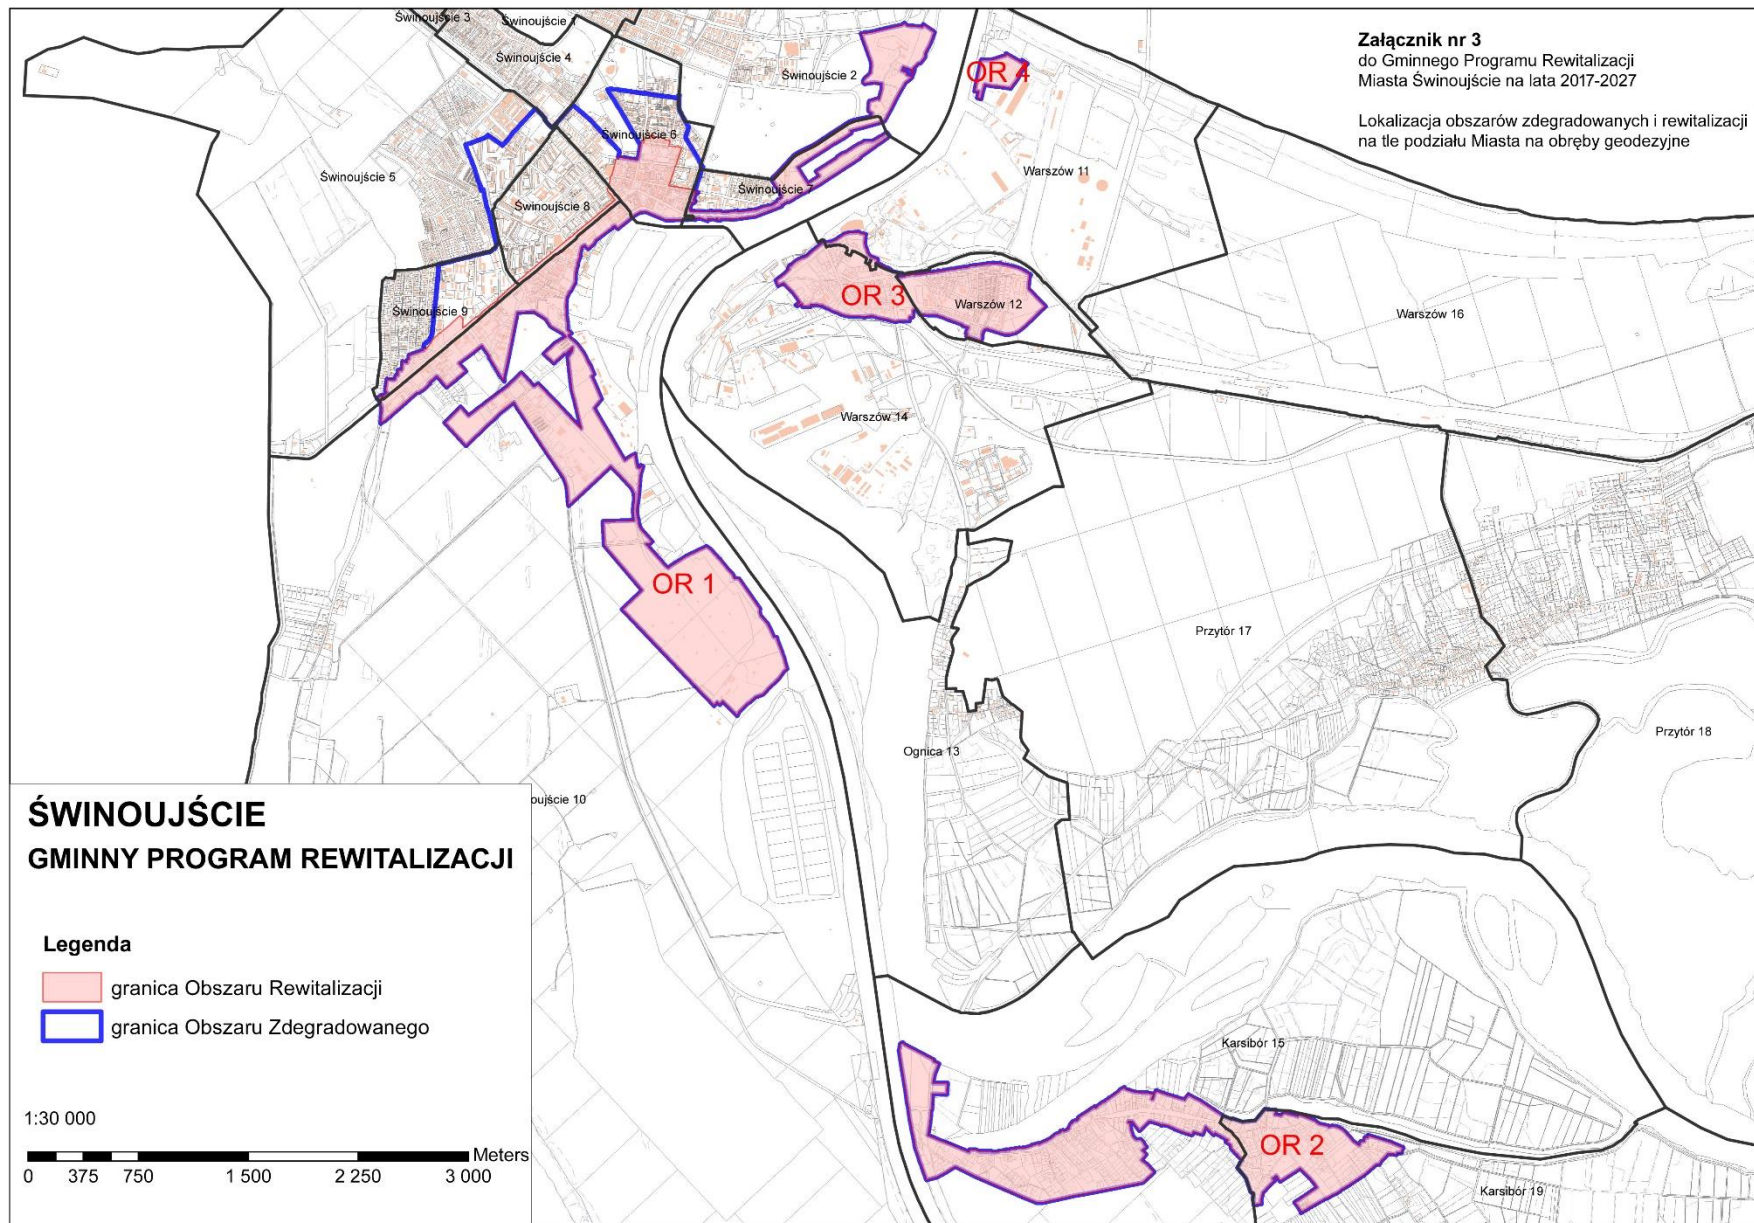 Załącznik nr 3
do Gminnego Programu Rewitalizacji
Miasta Świnoujście na lata 2017-2027
Lokalizacja obszarów zdegradowanych i rewitalizacji
na tle podziału Miasta na obręby geodezyjne
Świnoujście 3
Świnoujście 1
Świnoujście 4
Świnoujście 2
OR 4
Świnoujście 6
Świnoujście 5
Świnoujście 7
Warszów 11
Świnoujście 8
OR 3
Warszów 12
Świnoujście 9
Warszów 16
Warszów 14
OR 1
Przytór 17
Przytór 18
Ognica 13
oujście 10
Karsibór 15
OR 2
Karsibór 19
ŚWINOUJŚCIE
GMINNY PROGRAM REWITALIZACJI
Legenda
granica Obszaru Rewitalizacji
granica Obszaru Zdegradowanego
1:30 000
Meters
0 375 750 1 500 2 250 3 000